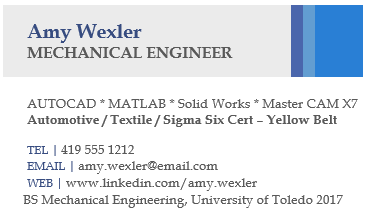 Amy Wexler
MECHANICAL ENGINEER
AUTOCAD * MATLAB * Solid Works * Master CAM X7
Automotive / Textile / Sigma Six Cert – Yellow Belt
TEL | 419 555 1212
EMAIL | amy.wexler@email.com
WEB | www.linkedin.com/amy.wexler
BS Mechanical Engineering, University of Toledo 2017